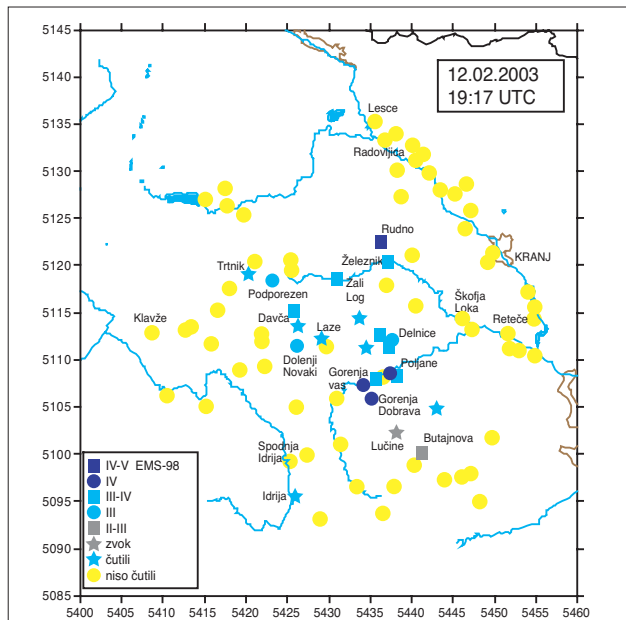 5145
5140
5135
5130
5125
5120
5115
5110
5105
5100
5095
5090
5085
12.02.2003
19:17 UTC
Lesce
Radovljida
Rudno
Železnik
KRANJ
Trtnik
Zali
Log
Podporezen
Škofja
Loka
Klavže
Davča
Laze
Delnice
Reteče
Dolenji
Novaki
Gorenja
vas
Poljane
Gorenja
Dobrava
Lučine
Butajnova
Spodnja
Idrija
Idrija
IV-V EMS-98
IV
III-IV
III
II-III
zvok
čutili
niso čutili
5400 5405 5410 5415 5420 5425 5430 5435 5440 5445 5450 5455 5460